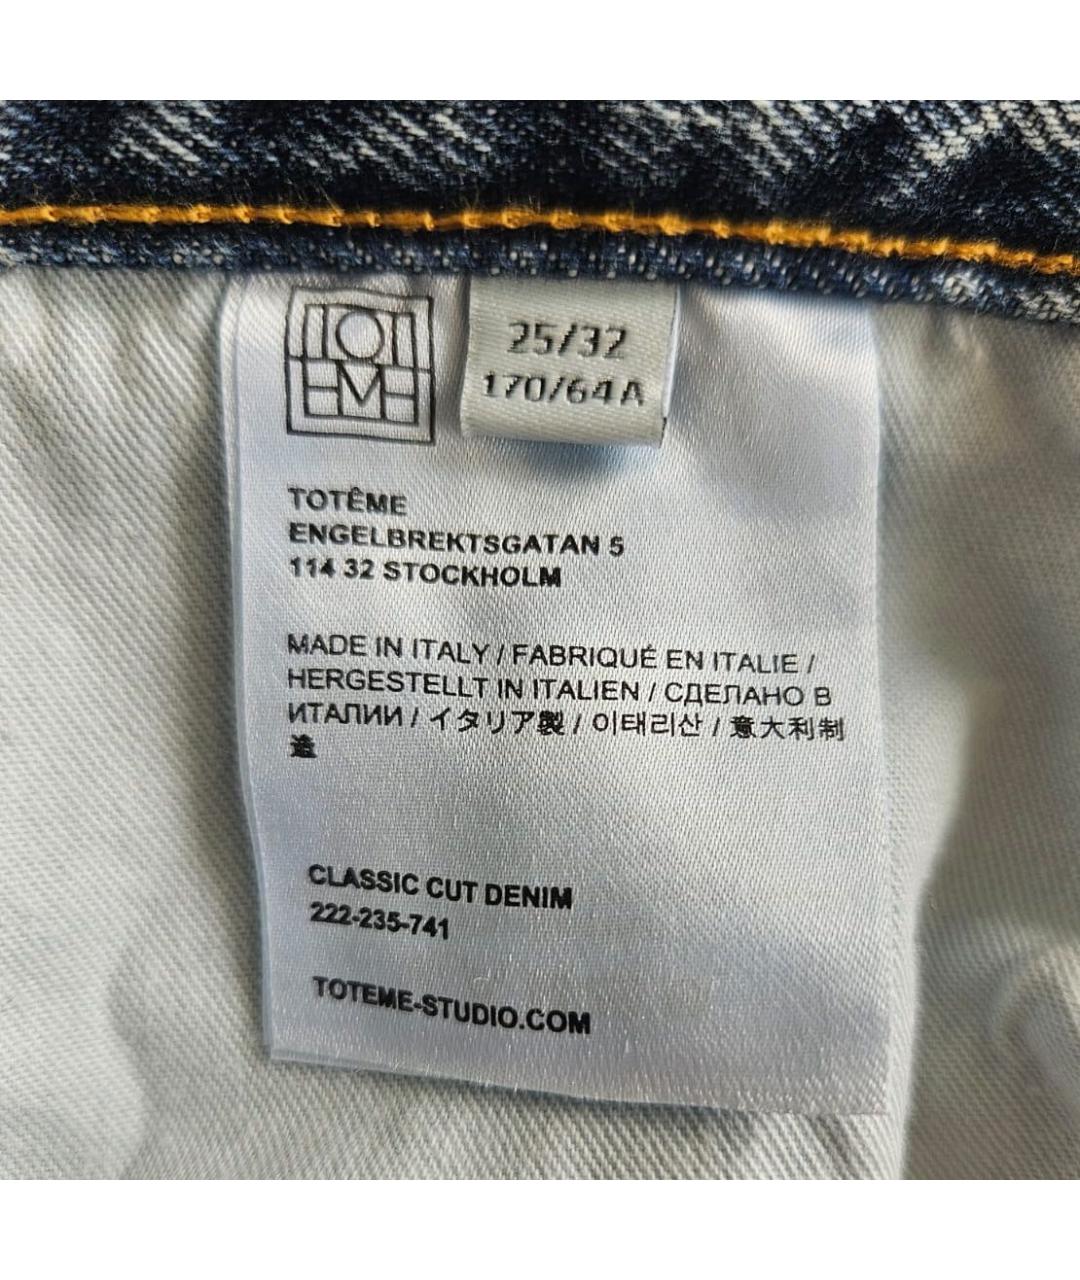 TOTEME
25/32
170/64A
TOTÊME
ENGELBREKTSGATAN 5
114 32 STOCKHOLM
MADE IN ITALY / FABRIQUÉ EN ITALIE /
HERGESTELLT IN ITALIEN / СДЕЛАНО В
ИТАЛИИ / イタリア製 / 이태리산 / 意大利制
造
CLASSIC CUT DENIM
222-235-741
TOTEME-STUDIO.COM